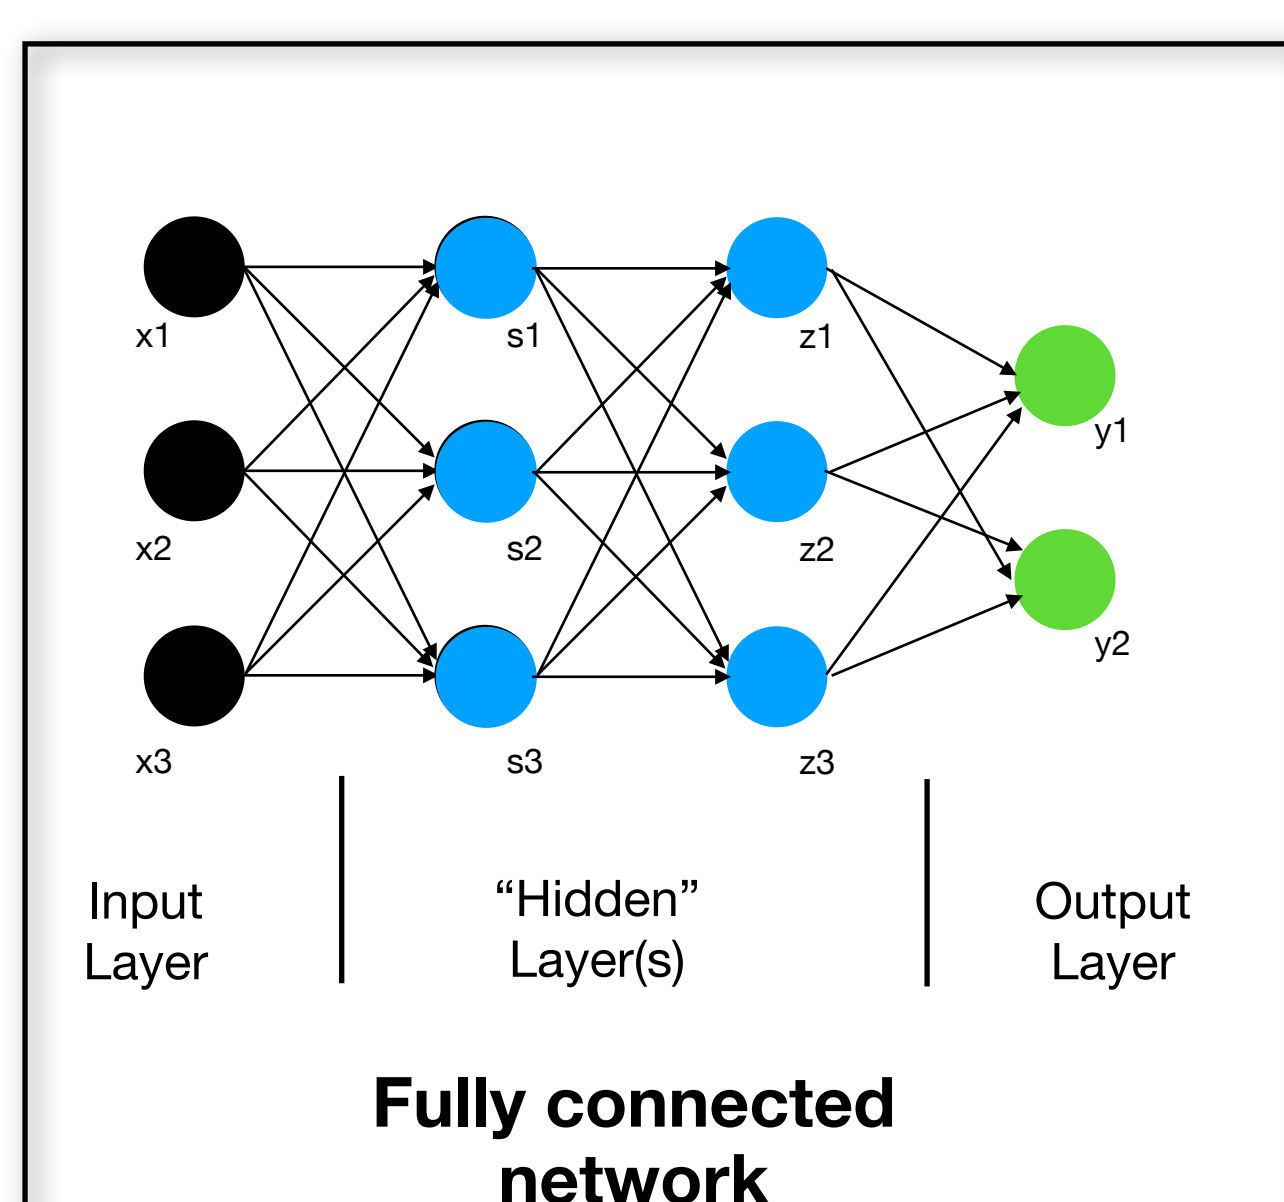 x1
s1
z1
y1
x2
s2
z2
y2
x3
s3
z3
Input
Layer
“Hidden”
Layer(s)
Output
Layer
Fully connected
network